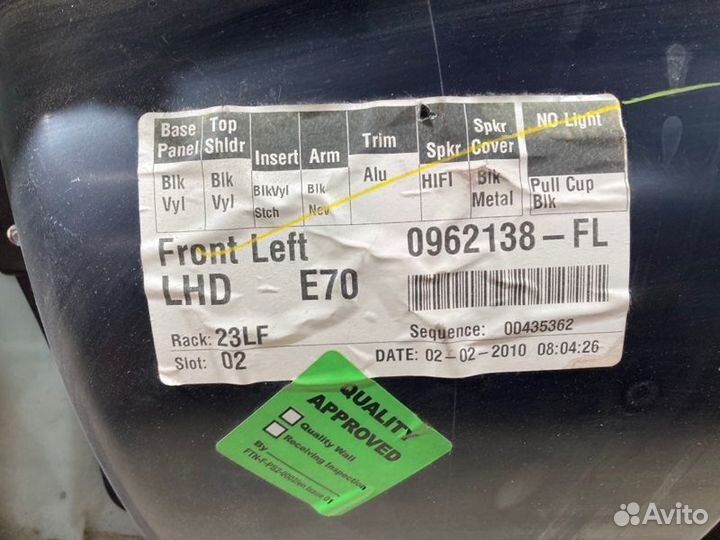 Base Panel Top Shldr Insert Arm Trim Spkr Spkr Cover NO Light
Blk Vyl Blk Vyl BlkVyl Stch Blk Nev Alu HIFI Blk Metal Pull Cup Blk
Front Left 0962138-FL
LHD E70
Rack: 23LF Sequence: 00435362
Slot: 02 DATE: 02-02-2010 08:04:26
QUALITY
APPROVED
Quality Wall
Receiving Inspection
By
Avito